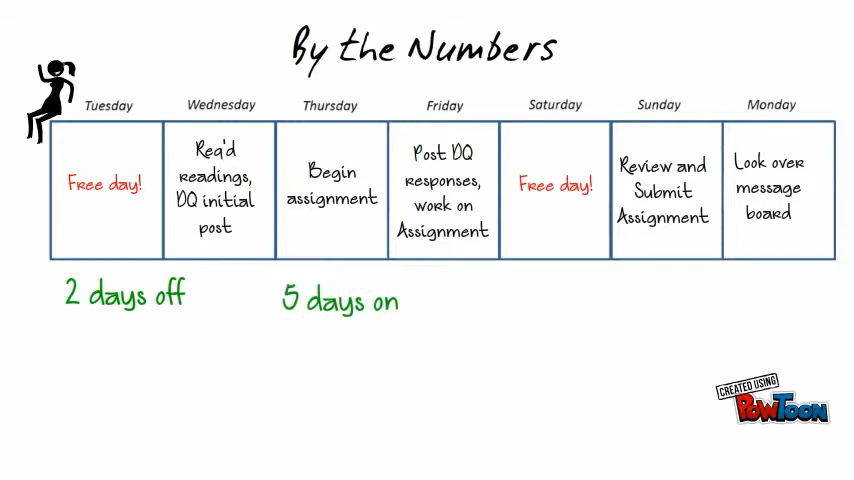 By the Numbers
Tuesday Wednesday Thursday Friday Saturday Sunday Monday
Free day!
Req'd
readings,
DQ initial
post
Begin
assignment
Post DQ
responses,
work on
Assignment
Free day!
Review and
Submit
Assignment
Look over
message
board
2 days off
5 days on
CREATED USING
POWTOON